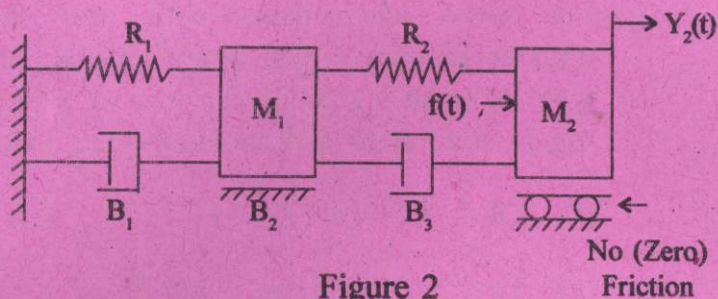 R₁
R₂
Y₂(t)
f(t)
M₁
M₂
B₁
B₂
B₃
No (Zero)
Friction
Figure 2